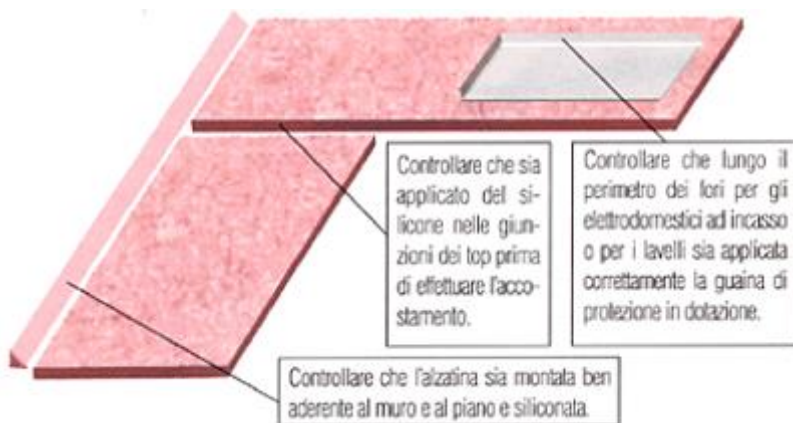 Controllare che sia
applicato del si-
licone nelle giun-
zioni dei top prima
di effettuare l'acco-
stamento.
Controllare che lungo il
perimetro dei fori per gli
elettrodomestici ad incasso
o per i lavelli sia applicata
correttamente la guaina di
protezione in dotazione.
Controllare che l'alzatina sia montata ben
aderente al muro e al piano e siliconata.